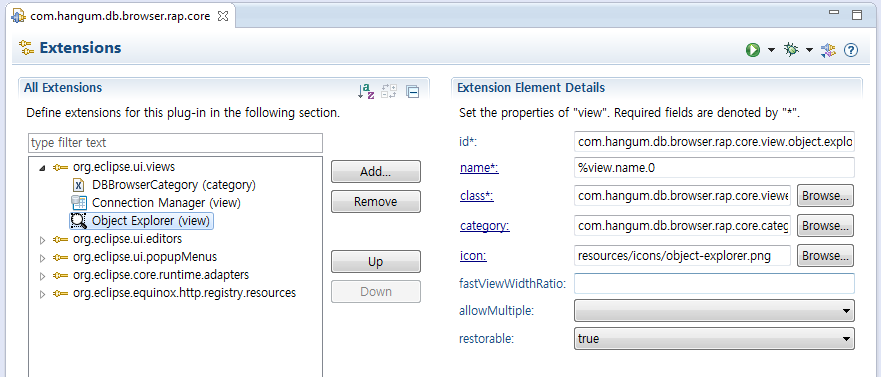 com.hangum.db.browser.rap.core
Extensions
All Extensions
Define extensions for this plug-in in the following section.
type filter text
org.eclipse.ui.views
DBBrowserCategory (category)
Connection Manager (view)
Object Explorer (view)
org.eclipse.ui.editors
org.eclipse.ui.popupMenus
org.eclipse.core.runtime.adapters
org.eclipse.equinox.http.registry.resources
Add...
Remove
Up
Down
Extension Element Details
Set the properties of "view". Required fields are denoted by "*".
id*: com.hangum.db.browser.rap.core.view.object.explo
name*: %view.name.0
class*: com.hangum.db.browser.rap.core.viewe Browse...
category: com.hangum.db.browser.rap.core.categ Browse...
icon: resources/icons/object-explorer.png Browse...
fastViewWidthRatio:
allowMultiple:
restorable: true